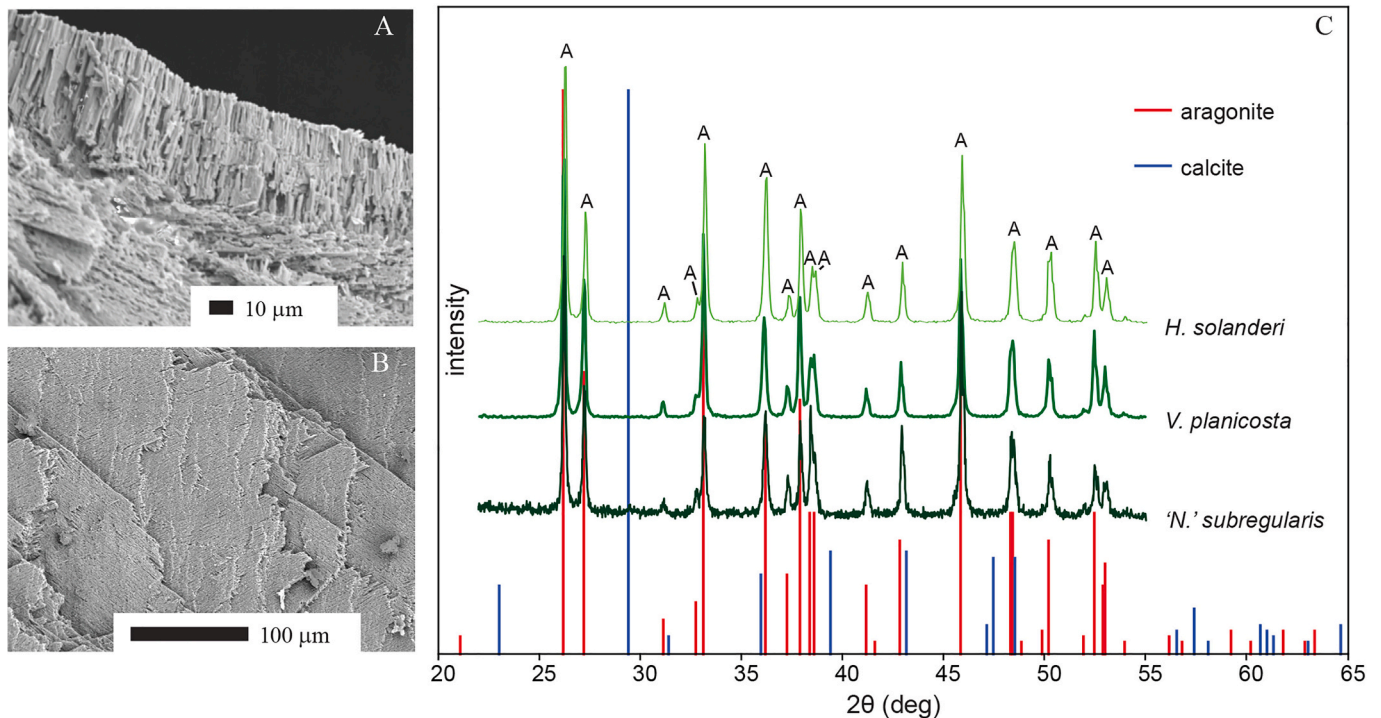 A
10 µm
B
100 µm
C
A
A
A
A
A
A
A
A
A
A A
A
A
A
A
A
A
A
aragonite
calcite
intensity
H. solanderi
V. planicosta
‘N.’ subregularis
20 25 30 35 40 45 50 55 60 65
2θ (deg)